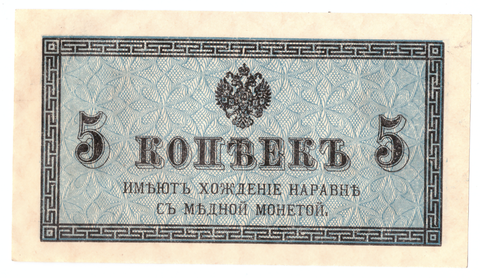 5 КОПѢЕКЪ 5
ИМѢЮТЪ ХОЖДЕНІЕ НАРАВНѢ
СЪ МѢДНОЙ МОНЕТОЙ.